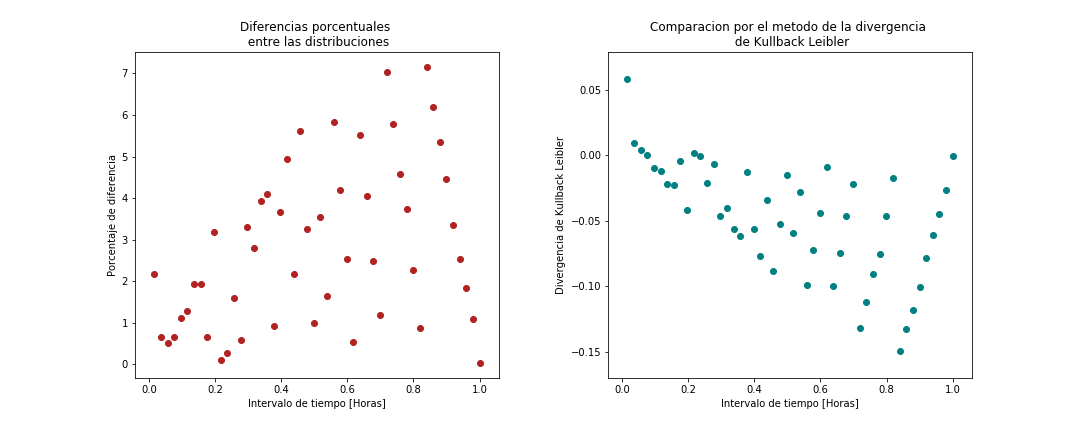 Diferencias porcentuales
entre las distribuciones
Porcentaje de diferencia
7
6
5
4
3
2
1
0
0.0 0.2 0.4 0.6 0.8 1.0
Intervalo de tiempo [Horas]
Comparacion por el metodo de la divergencia
de Kullback Leibler
Divergencia de Kullback Leibler
0.05
0.00
−0.05
−0.10
−0.15
0.0 0.2 0.4 0.6 0.8 1.0
Intervalo de tiempo [Horas]